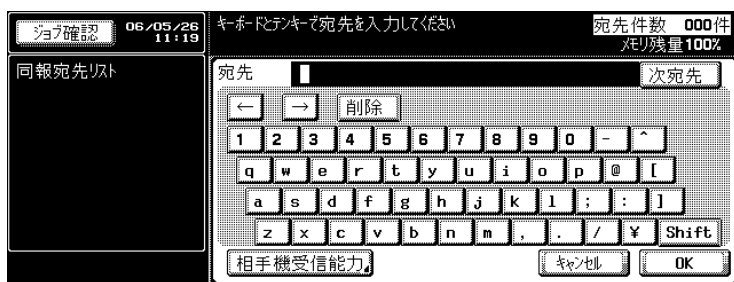 ジョブ確認 06/05/26 11:19
キーボードとテンキーで宛先を入力してください 宛先件数 000件
メモリ残量100%
同報宛先リスト
宛先 次宛先
← → 削除
1 2 3 4 5 6 7 8 9 0 - ^
q w e r t y u i o p @ [
a s d f g h j k l ; : ]
z x c v b n m , . / ¥ Shift
相手機受信能力 キャンセル OK